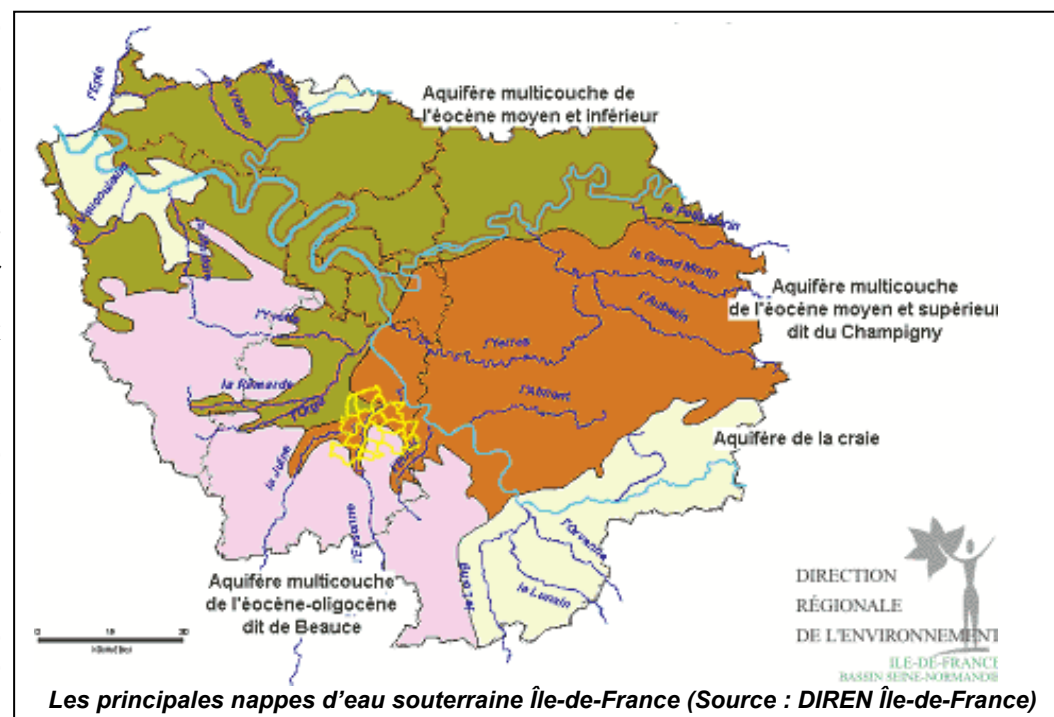 l'Epte
la Viosne
Aquifère multicouche de
l'éocène moyen et inférieur
le Petit Morin
le Grand Morin
l'Aubetin
Aquifère multicouche
de l'éocène moyen et supérieur
dit du Champigny
l'Yerres
l'Yvette
la Rémarde
l'Orge
l'Almont
Aquifère de la craie
la Juine
l'Essonne
l'Orvanne
le Lunain
Aquifère multicouche
de l'éocène-oligocène
dit de Beauce
DIRECTION
RÉGIONALE
DE L'ENVIRONNEMENT
ILE-DE-FRANCE
BASSIN SEINE-NORMANDIE
0
Les principales nappes d'eau souterraine Île-de-France (Source : DIREN Île-de-France)